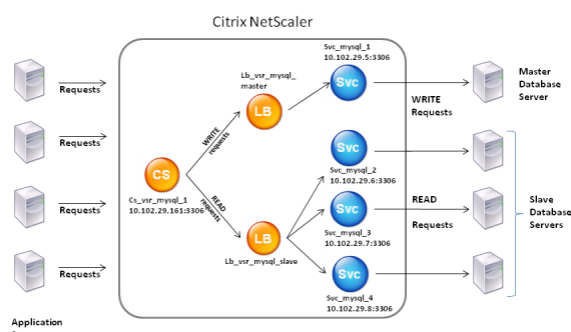 Citrix NetScaler
Requests
Requests
Requests
Requests
Application
CS
Cs_vsr_mysql_1
10.102.29.161:3306
WRITE
requests
READ
requests
Lb_vsr_mysql_
master
LB
LB
Lb_vsr_mysql_slave
Svc_mysql_1
10.102.29.5:3306
Svc
Svc
Svc_mysql_2
10.102.29.6:3306
Svc
Svc_mysql_3
10.102.29.7:3306
Svc
Svc_mysql_4
10.102.29.8:3306
WRITE
Requests
READ
Requests
Master
Database
Server
Slave
Database
Servers